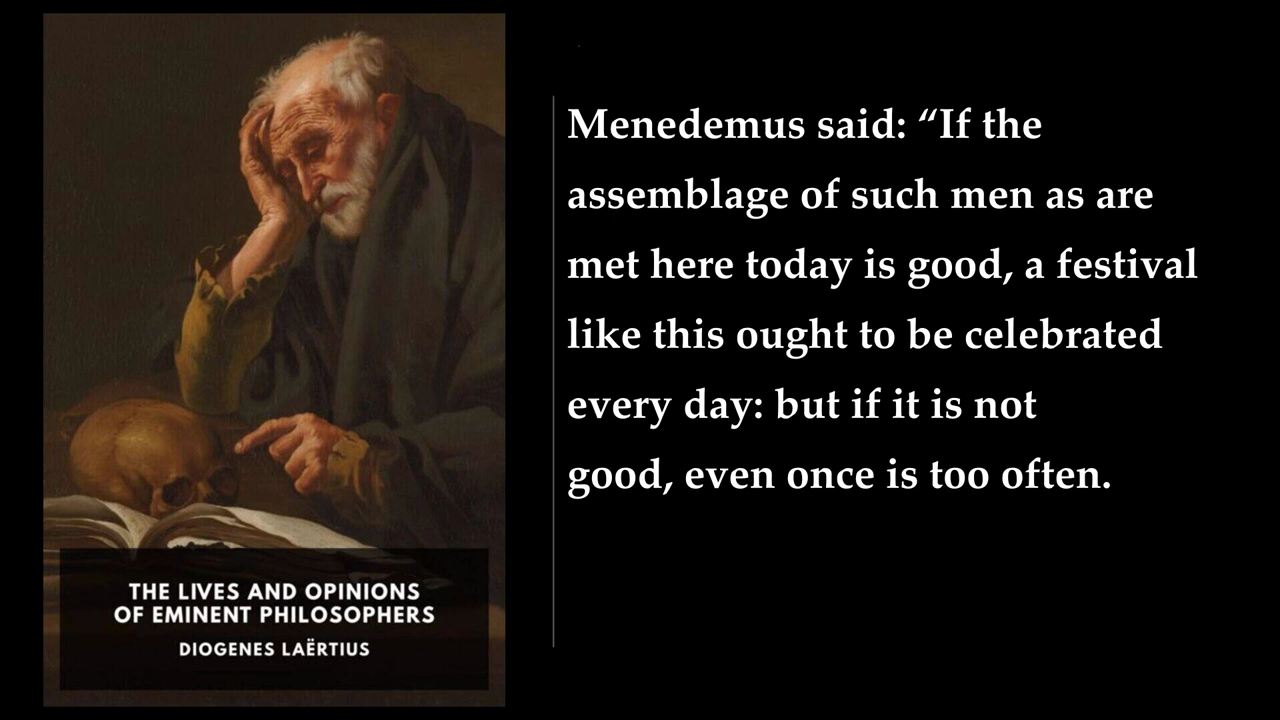 THE LIVES AND OPINIONS
OF EMINENT PHILOSOPHERS
DIOGENES LAËRTIUS
Menedemus said: “If the
assemblage of such men as are
met here today is good, a festival
like this ought to be celebrated
every day: but if it is not
good, even once is too often.